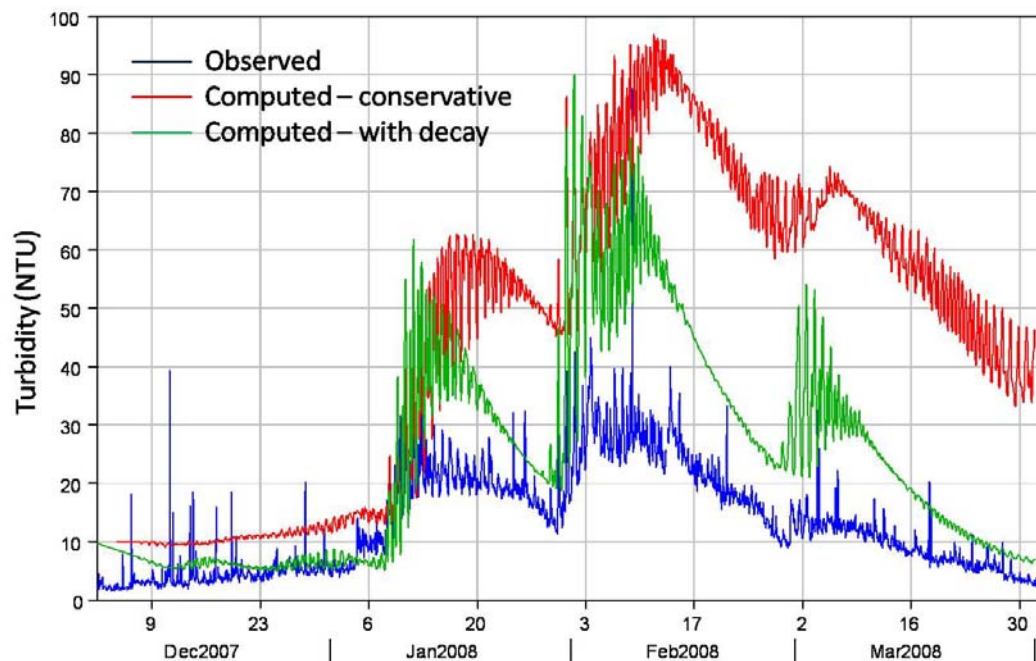 100
90
80
70
60
50
40
30
20
10
0
Turbidity (NTU)
Observed
Computed – conservative
Computed – with decay
9 23 6 20 3 17 2 16 30
Dec2007 Jan2008 Feb2008 Mar2008